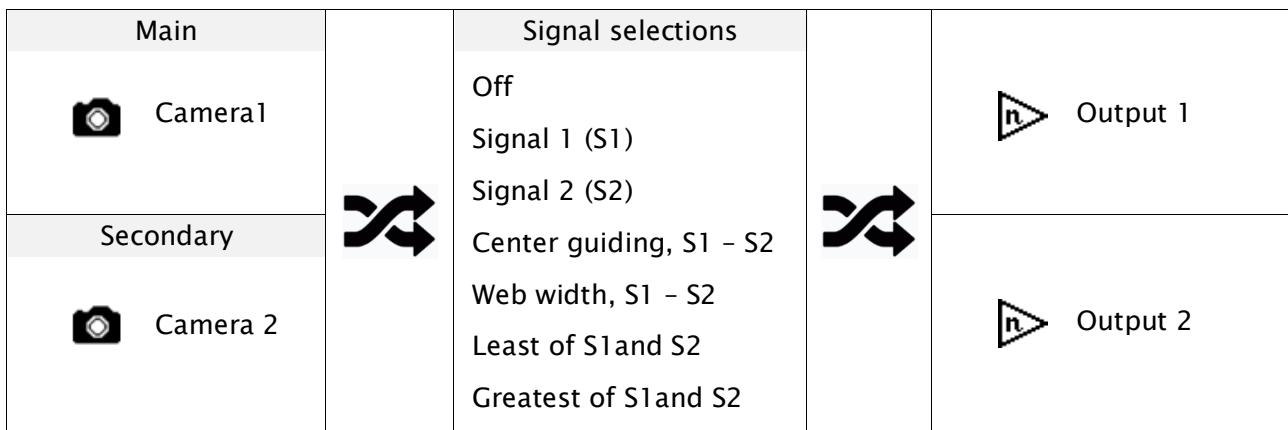 Main
Camera1
Secondary
Camera 2
Signal selections
Off
Signal 1 (S1)
Signal 2 (S2)
Center guiding, S1 – S2
Web width, S1 – S2
Least of S1and S2
Greatest of S1and S2
n
Output 1
n
Output 2